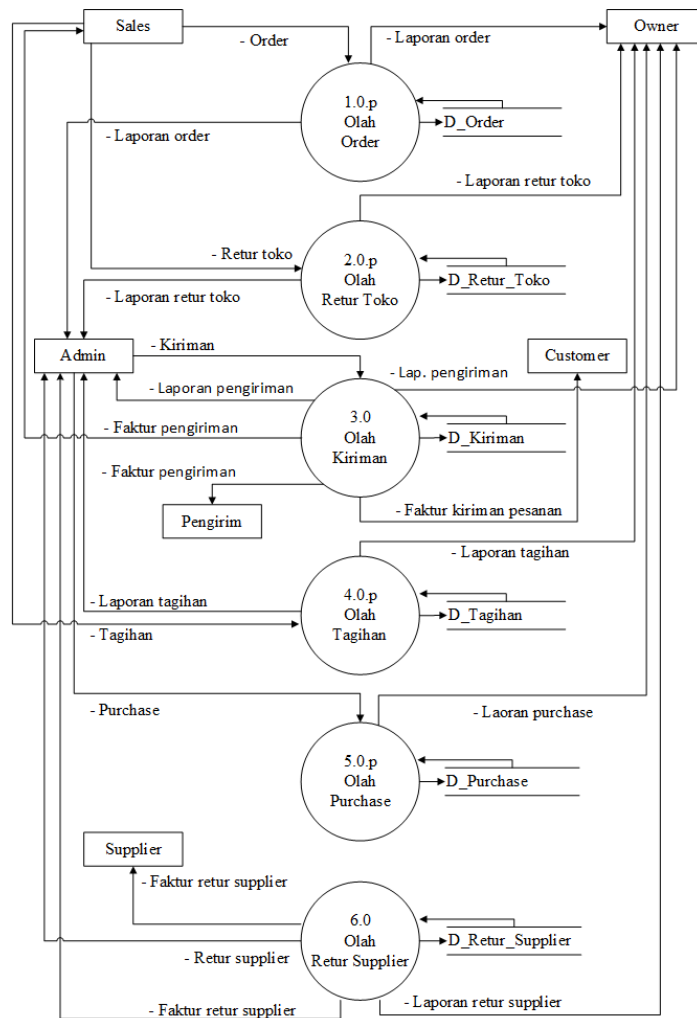 Sales
Owner
- Order
- Laporan order
1.0.p
Olah
Order
D_Order
- Laporan order
- Laporan retur toko
- Retur toko
2.0.p
Olah
Retur Toko
D_Retur_Toko
- Laporan retur toko
Admin
- Kiriman
Customer
- Lap. pengiriman
- Laporan pengiriman
3.0
Olah
Kiriman
D_Kiriman
- Faktur pengiriman
- Faktur pengiriman
Pengirim
- Faktur kiriman pesanan
- Laporan tagihan
4.0.p
Olah
Tagihan
D_Tagihan
- Laporan tagihan
- Tagihan
- Purchase
- Laoran purchase
5.0.p
Olah
Purchase
D_Purchase
Supplier
- Faktur retur supplier
6.0
Olah
Retur Supplier
D_Retur_Supplier
- Retur supplier
- Faktur retur supplier
- Laporan retur supplier